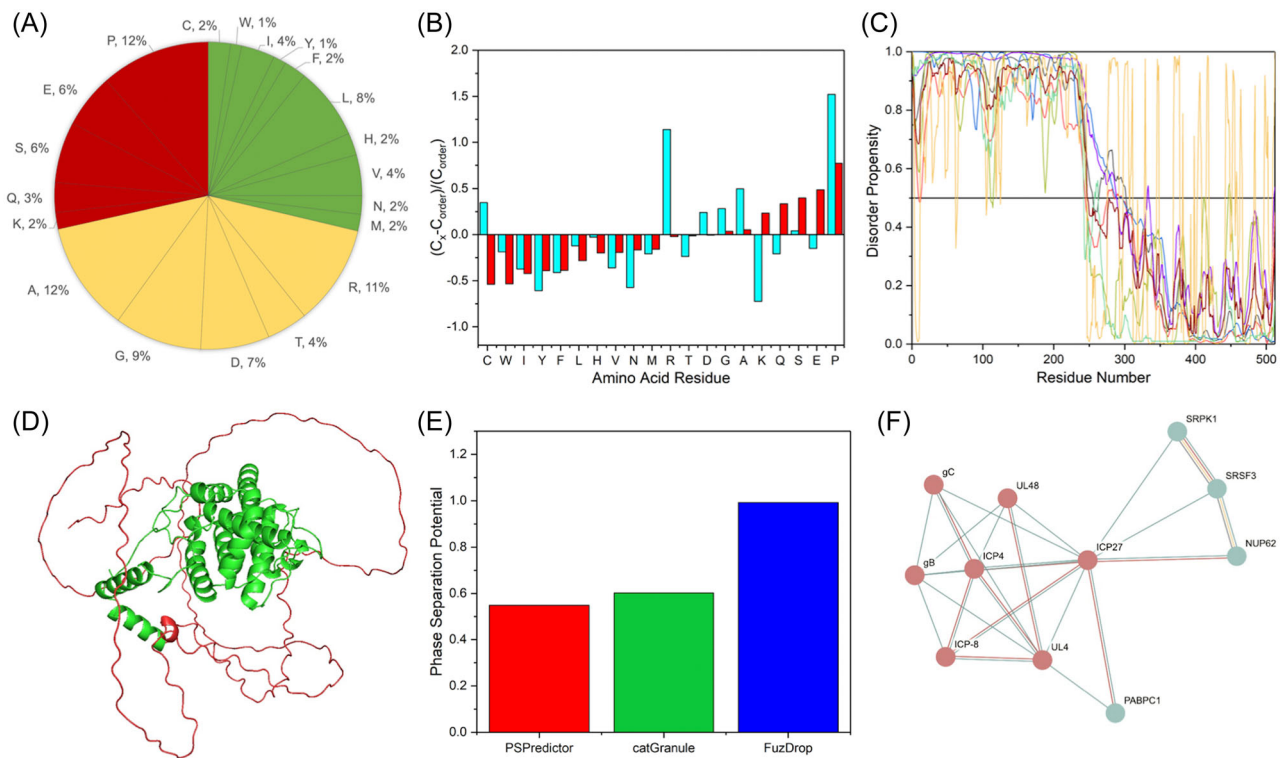 (A)
C, 2%
W, 1%
I, 4%
Y, 1%
F, 2%
L, 8%
H, 2%
V, 4%
N, 2%
M, 2%
R, 11%
T, 4%
D, 7%
G, 9%
A, 12%
K, 2%
Q, 3%
S, 6%
E, 6%
P, 12%
(B)
(Cx-Corder)/(Corder)
2.0
1.5
1.0
0.5
0.0
-0.5
-1.0
C W I Y F L H V N M R T D G A K Q S E P
Amino Acid Residue
(C)
Disorder Propensity
1.0
0.8
0.6
0.4
0.2
0.0
0 100 200 300 400 500
Residue Number
(D)
(E)
Phase Separation Potential
1.2
1.0
0.8
0.6
0.4
0.2
0.0
PSPredictor catGranule FuzDrop
(F)
SRPK1
gC
SRSF3
UL48
NUP62
ICP27
gB
ICP4
ICP-8
UL4
PABPC1